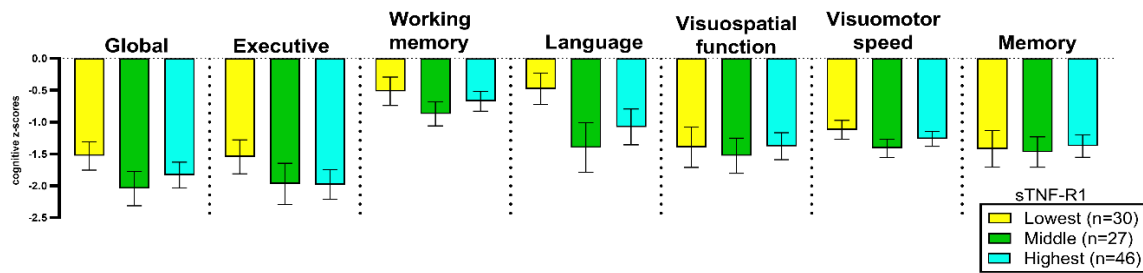 Global
Executive
Working
memory
Language
Visuospatial
function
Visuomotor
speed
Memory
cognitive z-scores
0.0
-0.5
-1.0
-1.5
-2.0
-2.5
sTNF-R1
Lowest (n=30)
Middle (n=27)
Highest (n=46)